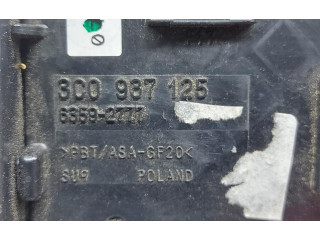 3C0 937 125
6359-2777
>PBT/ASA-GF20<
POLAND